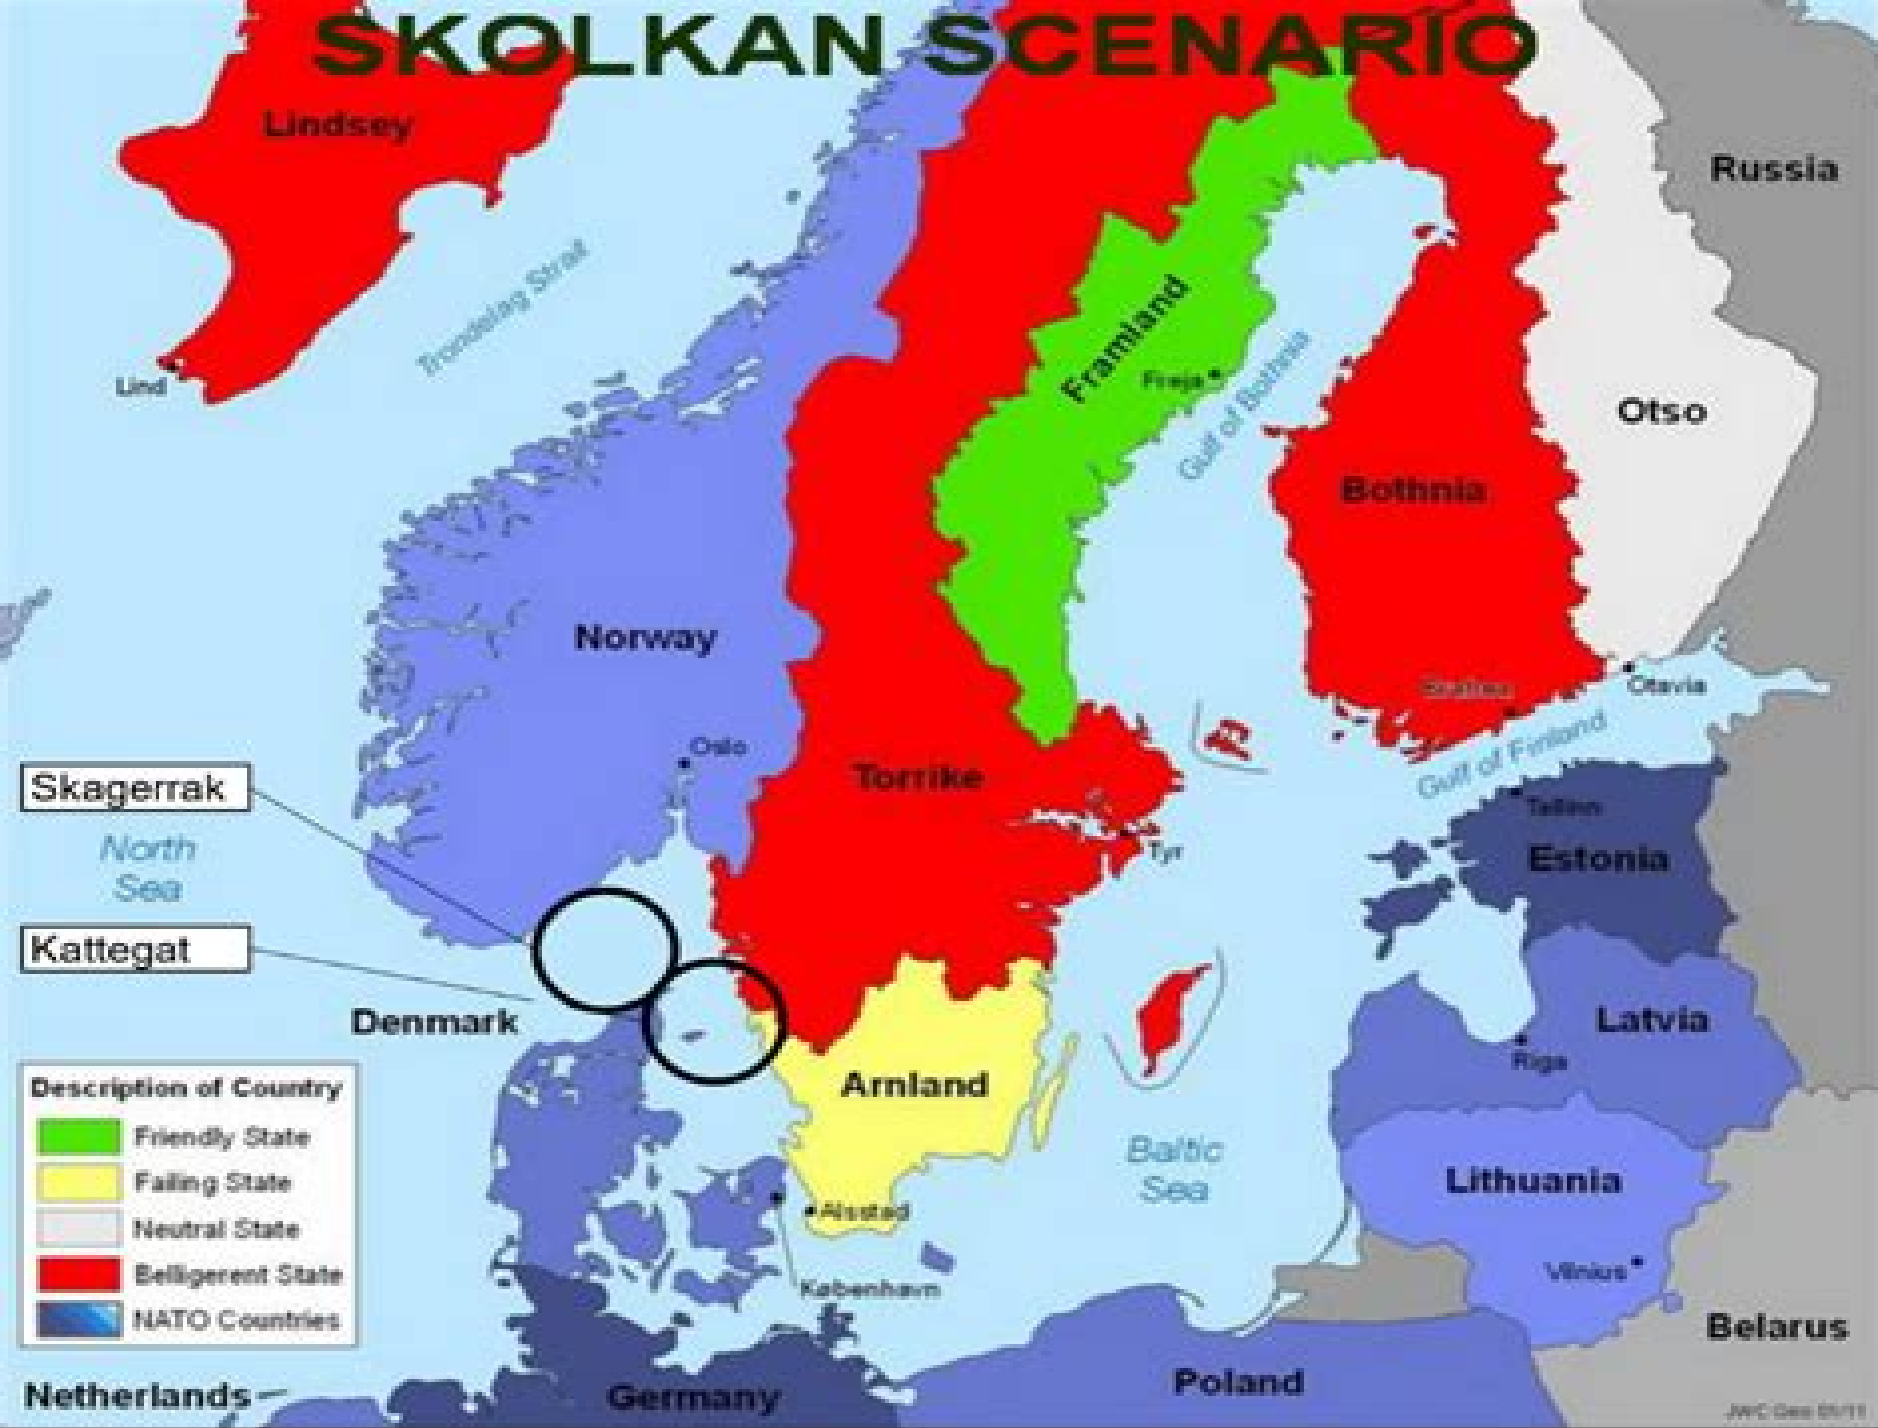 SKOLKAN SCENARIO
Lindsey
Russia
Trondelag Strait
Framland
Freja
Gulf of Bothnia
Lind
Otso
Bothnia
Norway
Otavia
Gulf of Finland
Oslo
Torrike
Skagerrak
Tallinn
Tyr
Estonia
North
Sea
Kattegat
Denmark
Latvia
Riga
Arnland
Description of Country
Friendly State
Failing State
Neutral State
Belligerent State
NATO Countries
Baltic
Sea
Lithuania
Alsstad
Vilnius
København
Belarus
Netherlands
Germany
Poland